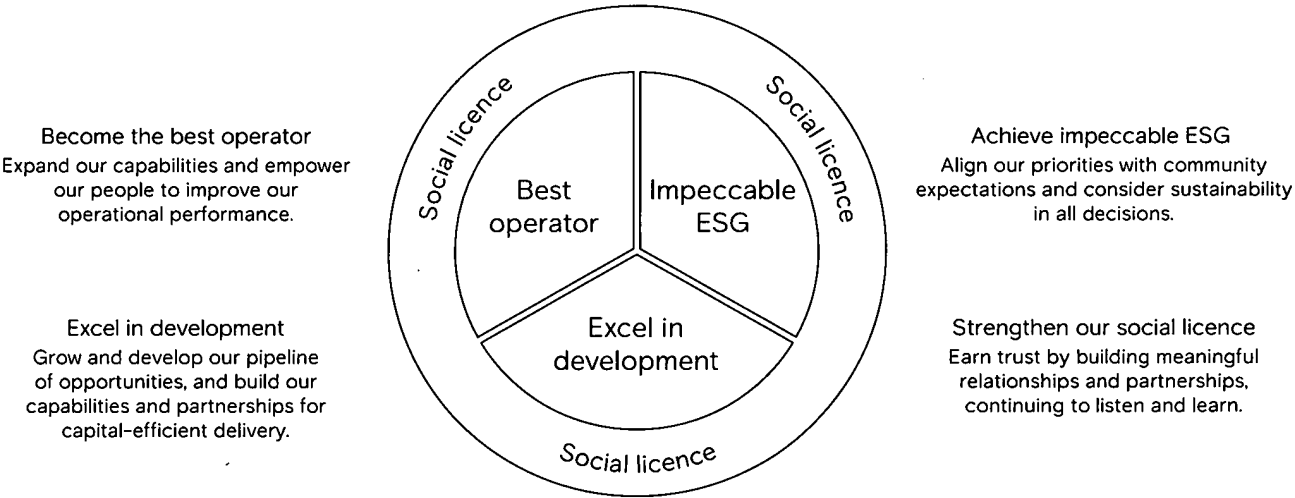 Become the best operator
Expand our capabilities and empower
our people to improve our
operational performance.
Excel in development
Grow and develop our pipeline
of opportunities, and build our
capabilities and partnerships for
capital-efficient delivery.
Social licence
Social licence
Best
operator
Impeccable
ESG
Excel in
development
Social licence
Achieve impeccable ESG
Align our priorities with community
expectations and consider sustainability
in all decisions.
Strengthen our social licence
Earn trust by building meaningful
relationships and partnerships,
continuing to listen and learn.